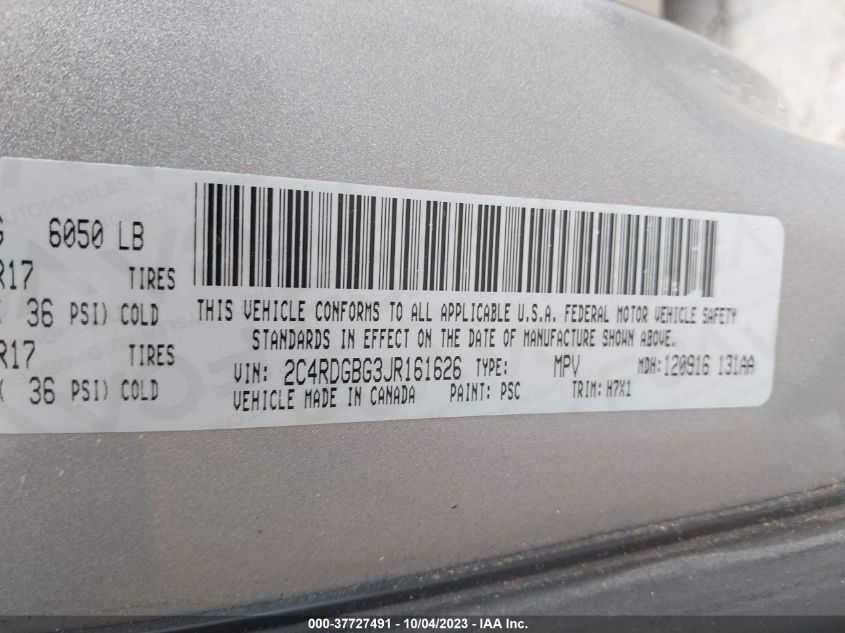 G 6050 LB
R17 TIRES
( 36 PSI) COLD
R17 TIRES
( 36 PSI) COLD
THIS VEHICLE CONFORMS TO ALL APPLICABLE U.S.A. FEDERAL MOTOR VEHICLE SAFETY
STANDARDS IN EFFECT ON THE DATE OF MANUFACTURE SHOWN ABOVE.
VIN: 2C4RDGBG3JR161626 TYPE: MPV MDH: 120916 131AA
VEHICLE MADE IN CANADA PAINT: PSC TRIM: H7X1
000-37727491 - 10/04/2023 - IAA Inc.